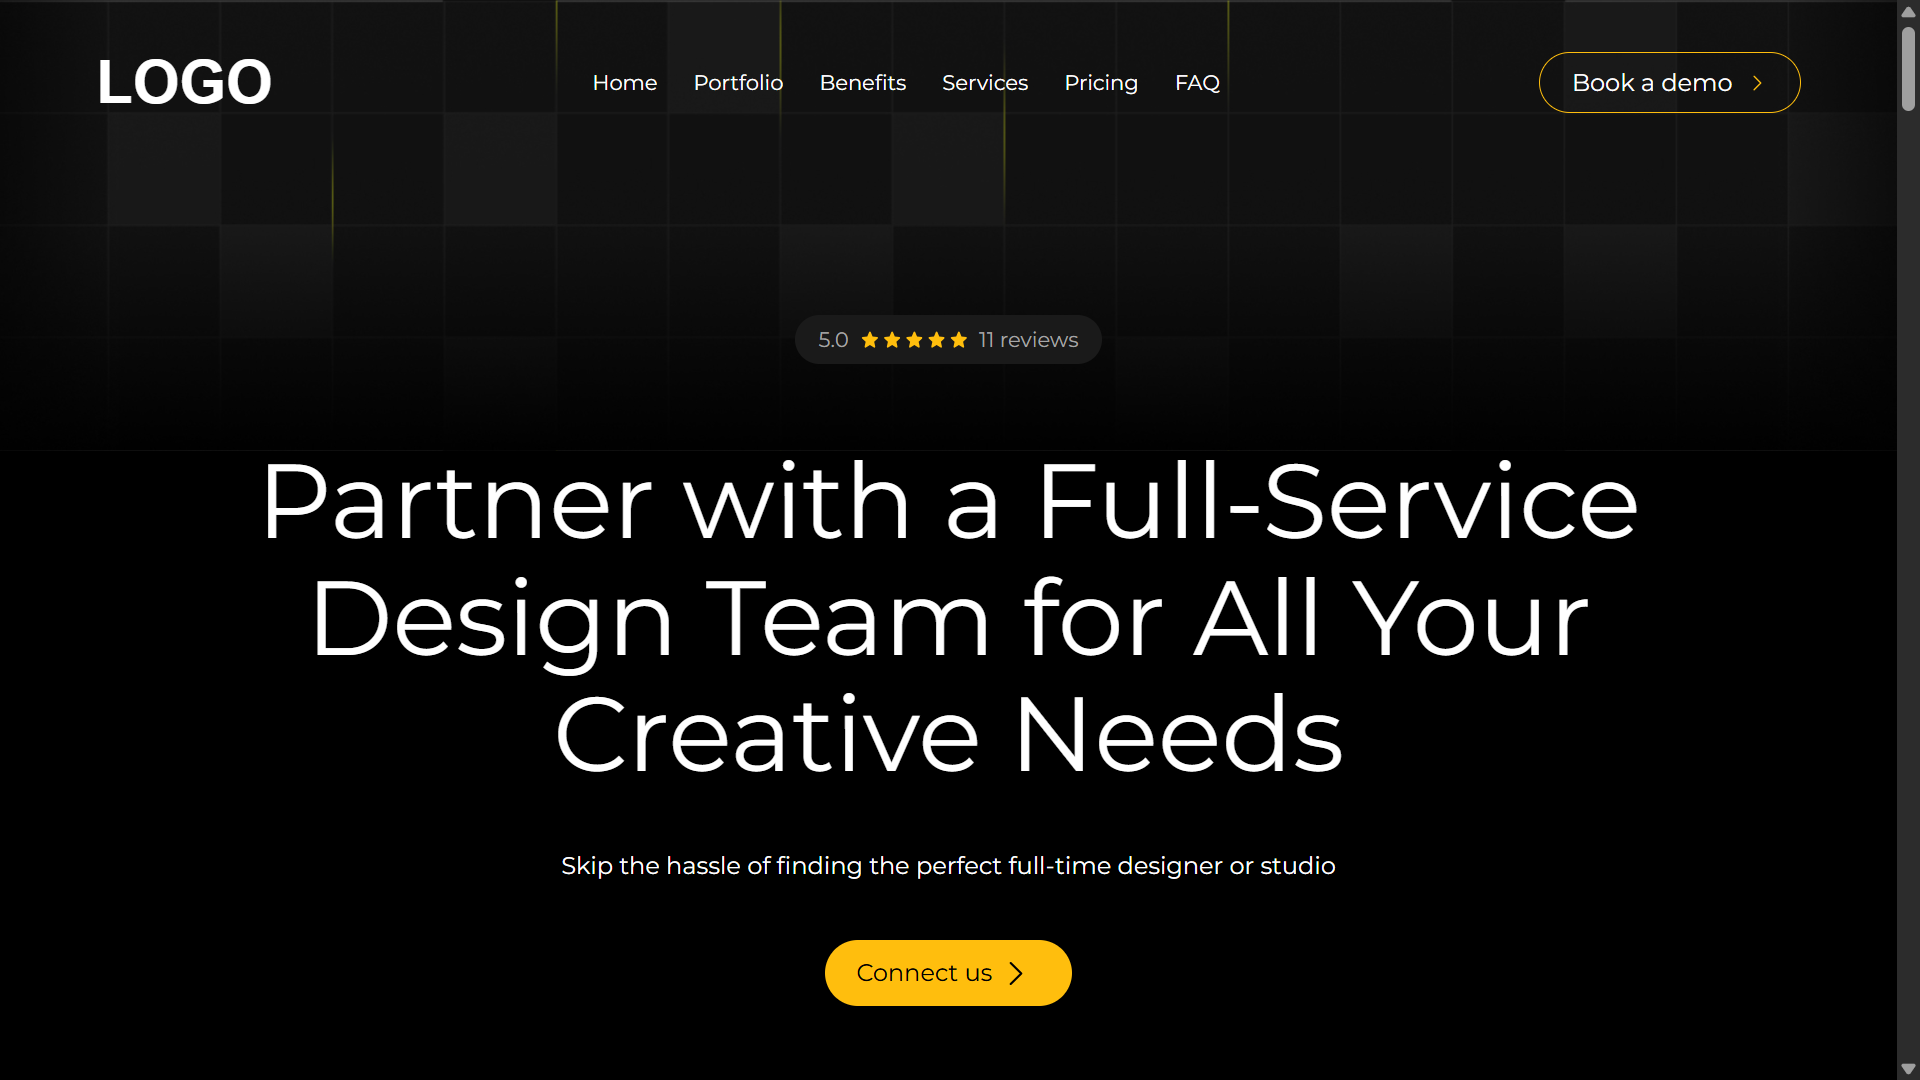 LOGO
Home Portfolio Benefits Services Pricing FAQ
Book a demo
5.0 11 reviews
Partner with a Full-Service
Design Team for All Your
Creative Needs
Skip the hassle of finding the perfect full-time designer or studio
Connect us